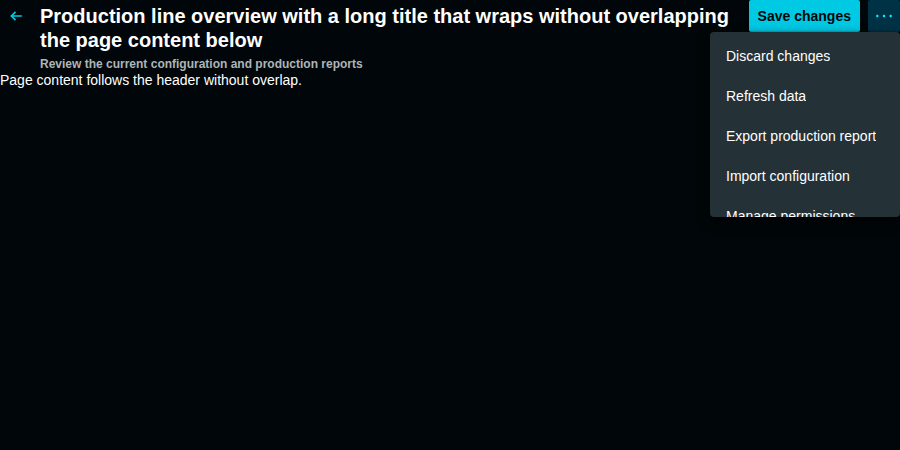 Production line overview with a long title that wraps without overlapping
the page content below
Save changes
Review the current configuration and production reports
Page content follows the header without overlap.
Discard changes
Refresh data
Export production report
Import configuration
Manage permissions